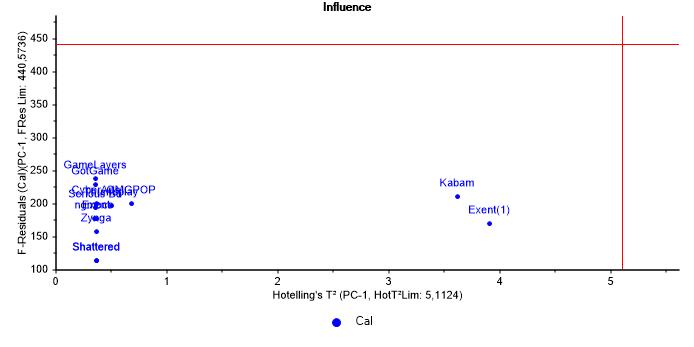 Influence
F-Residuals (Cal)(PC-1, FRes Lim: 440,5736)
450
400
350
300
250
200
150
100
GameLayers
GotGame
OMGPOP
Zynga
Shattered
Kabam
Exent(1)
0
1
2
3
4
5
Hotelling's T² (PC-1, HotT²Lim: 5,1124)
Cal